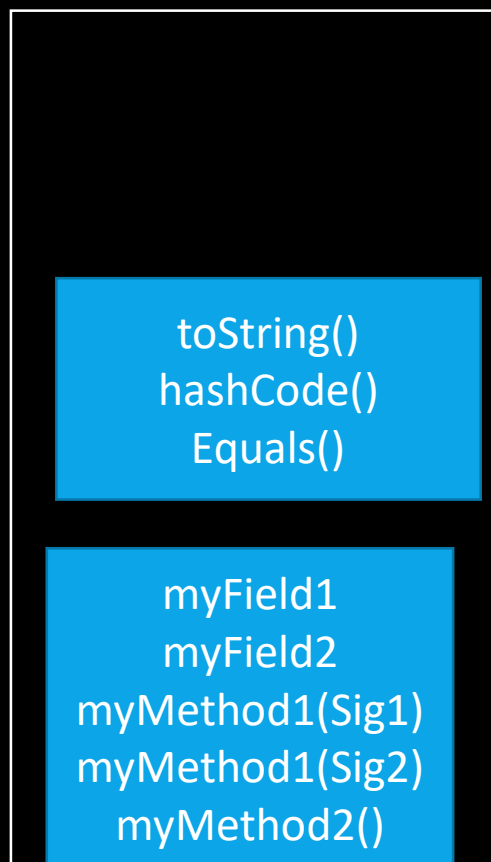 toString()
hashCode()
Equals()
myField1
myField2
myMethod1(Sig1)
myMethod1(Sig2)
myMethod2()